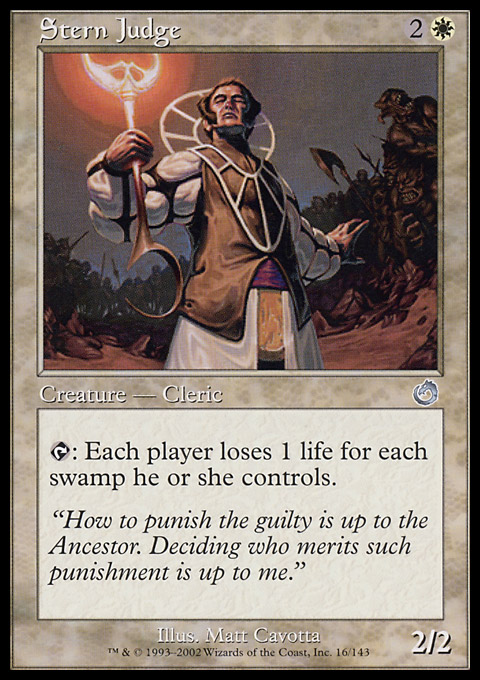 Stern Judge 2
Creature — Cleric
: Each player loses 1 life for each
swamp he or she controls.
“How to punish the guilty is up to the
Ancestor. Deciding who merits such
punishment is up to me.”
Illus. Matt Cavotta
™ & © 1993–2002 Wizards of the Coast, Inc. 16/143
2/2